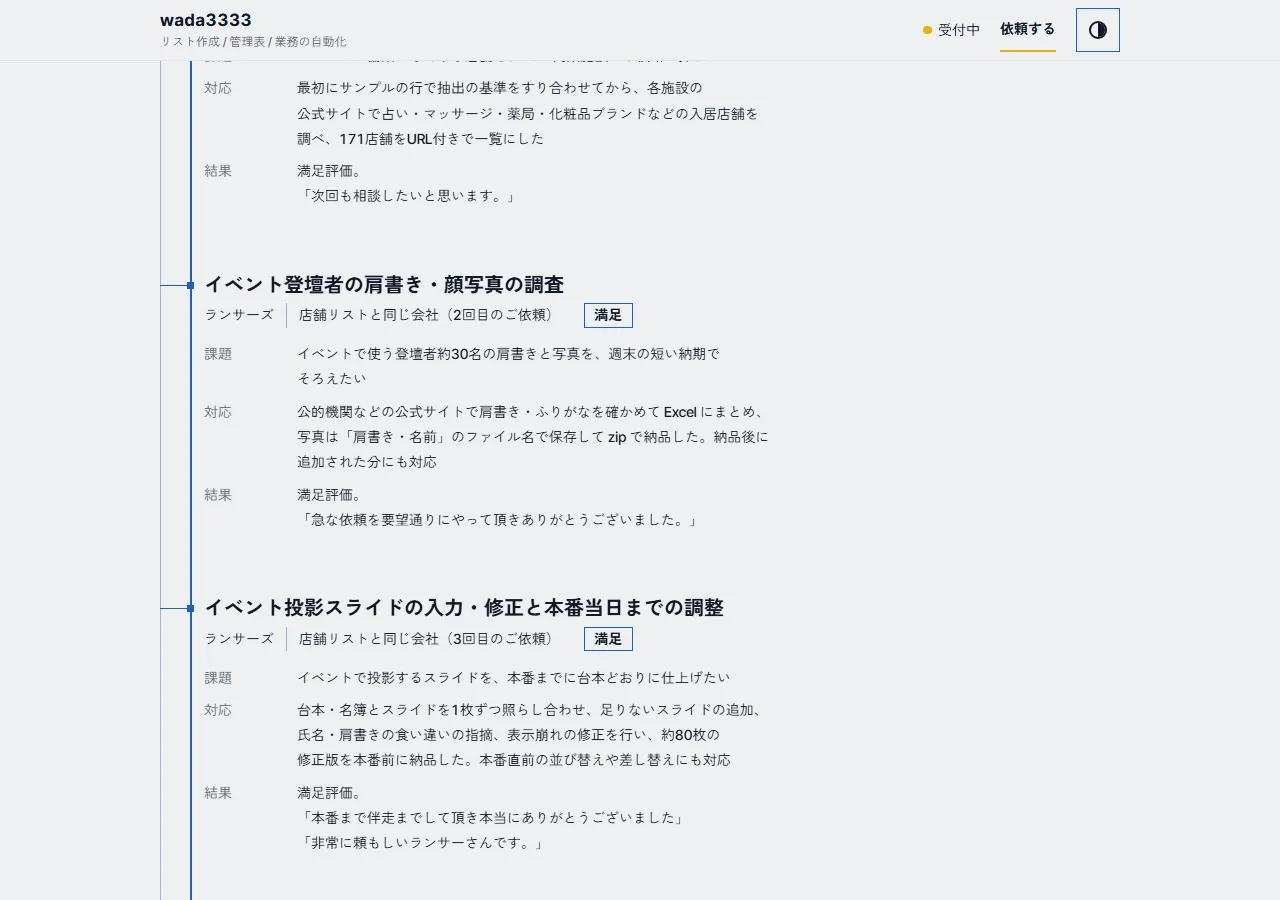 wada3333
リスト作成 / 管理表 / 業務の自動化
受付中
依頼する
対応
最初にサンプルの行で抽出の基準をすり合わせてから、各施設の
公式サイトで占い・マッサージ・薬局・化粧品ブランドなどの入居店舗を
調べ、171店舗をURL付きで一覧にした
結果
満足評価。
「次回も相談したいと思います。」
イベント登壇者の肩書き・顔写真の調査
ランサーズ
店舗リストと同じ会社（2回目のご依頼）
満足
課題
イベントで使う登壇者約30名の肩書きと写真を、週末の短い納期で
そろえたい
対応
公的機関などの公式サイトで肩書き・ふりがなを確かめて Excel にまとめ、
写真は「肩書き・名前」のファイル名で保存して zip で納品した。納品後に
追加された分にも対応
結果
満足評価。
「急な依頼を要望通りにやって頂きありがとうございました。」
イベント投影スライドの入力・修正と本番当日までの調整
ランサーズ
店舗リストと同じ会社（3回目のご依頼）
満足
課題
イベントで投影するスライドを、本番までに台本どおりに仕上げたい
対応
台本・名簿とスライドを1枚ずつ照らし合わせ、足りないスライドの追加、
氏名・肩書きの食い違いの指摘、表示崩れの修正を行い、約80枚の
修正版を本番前に納品した。本番直前の並び替えや差し替えにも対応
結果
満足評価。
「本番まで伴走までして頂き本当にありがとうございました」
「非常に頼もしいランサーさんです。」